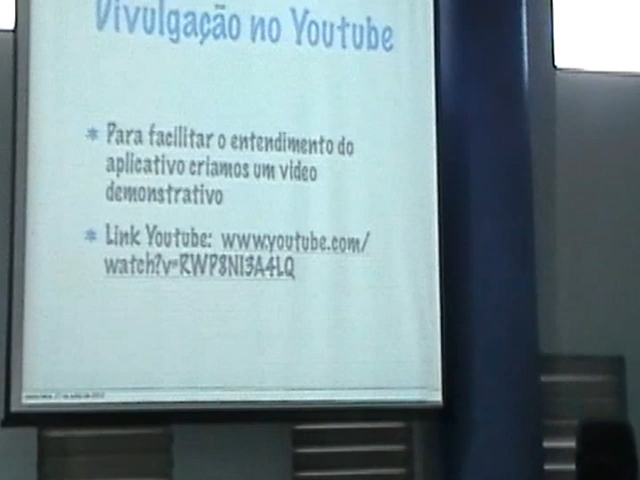 Divulgação no Youtube
* Para facilitar o entendimento do
aplicativo criamos um video
demonstrativo
* Link Youtube: www.youtube.com/
watch?v=RWP8NI3A4LQ